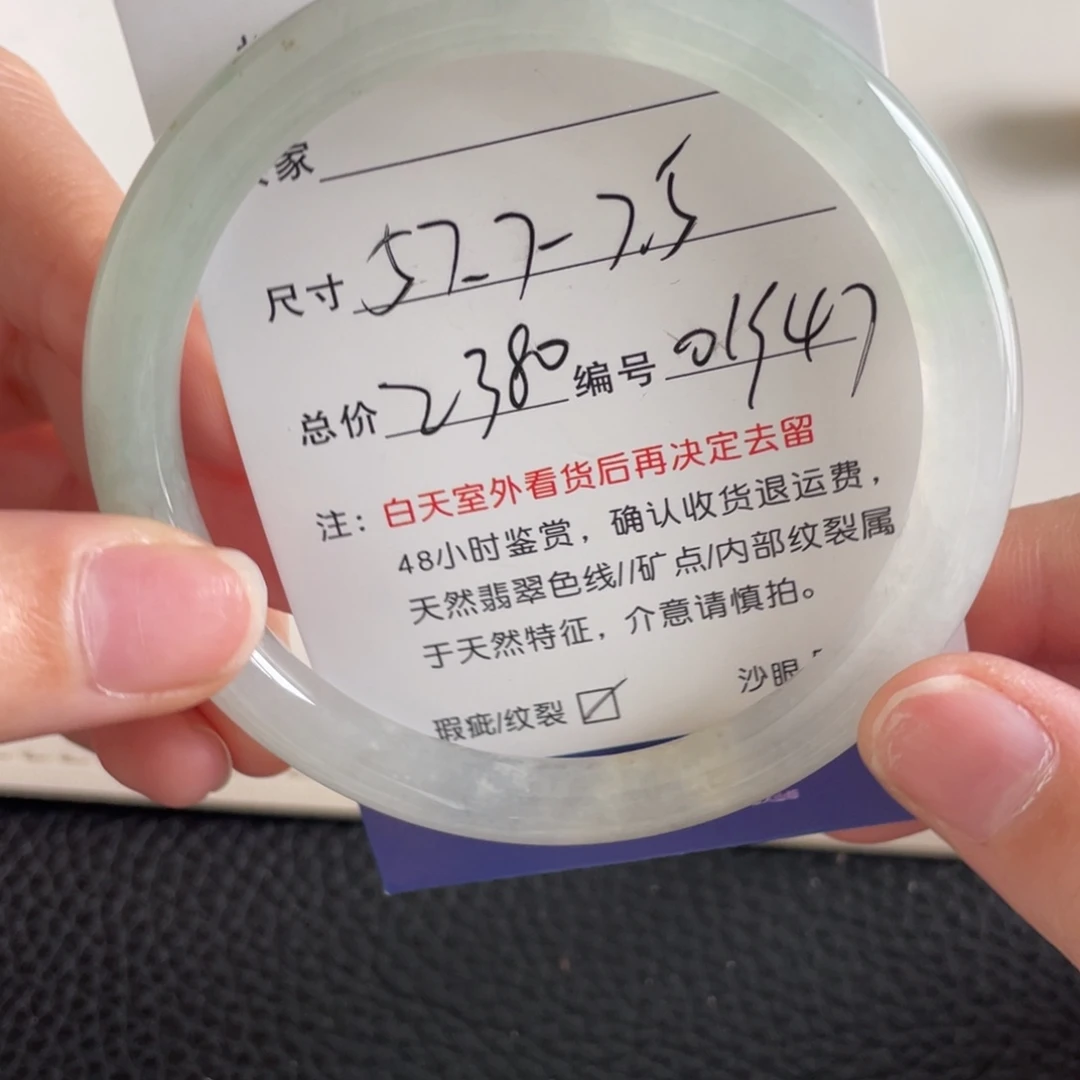 家
尺寸 57.7-7.5
总价 2380 编号 01547
注：白天室外看货后再决定去留
48小时鉴赏，确认收货退运费，
天然翡翠色线//矿点/内部纹裂属
于天然特征，介意请慎拍。
瑕疵/纹裂 ☑ 沙眼